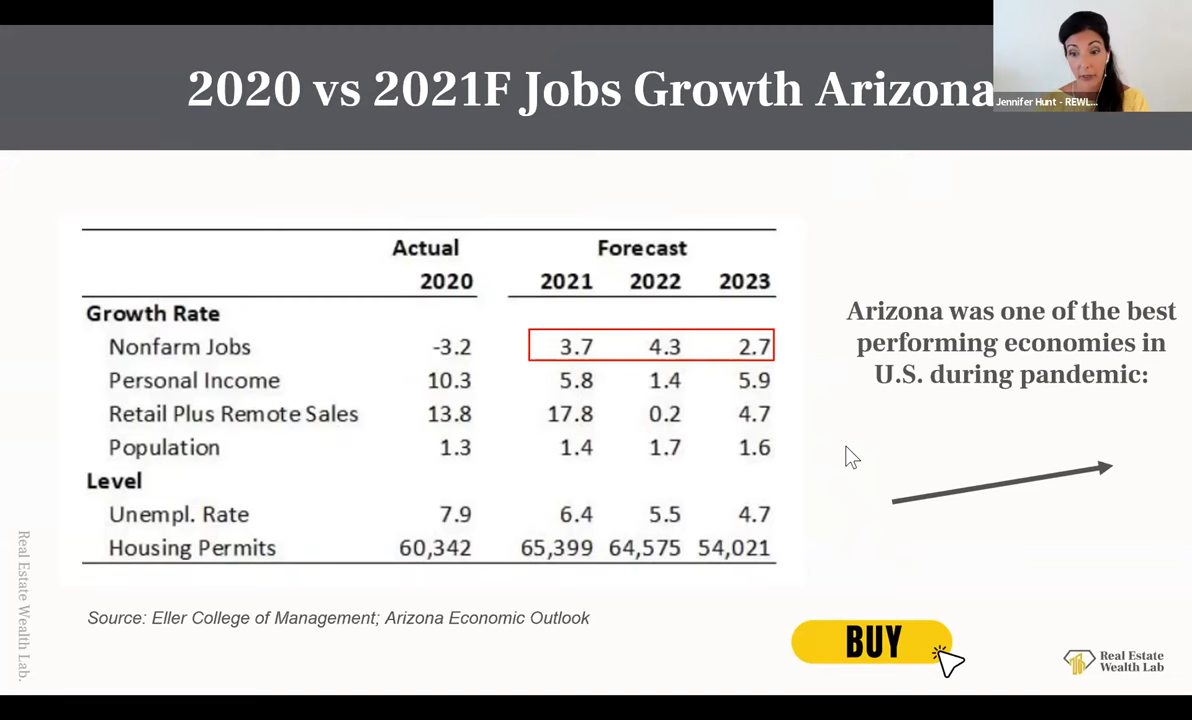 2020 vs 2021F Jobs Growth Arizona
Jennifer Hunt - REWL...
Actual Forecast
2020 2021 2022 2023
Growth Rate
Nonfarm Jobs -3.2 3.7 4.3 2.7
Personal Income 10.3 5.8 1.4 5.9
Retail Plus Remote Sales 13.8 17.8 0.2 4.7
Population 1.3 1.4 1.7 1.6
Level
Unempl. Rate 7.9 6.4 5.5 4.7
Housing Permits 60,342 65,399 64,575 54,021
Arizona was one of the best
performing economies in
U.S. during pandemic:
Source: Eller College of Management; Arizona Economic Outlook
BUY
Real Estate Wealth Lab.
Real Estate
Wealth Lab